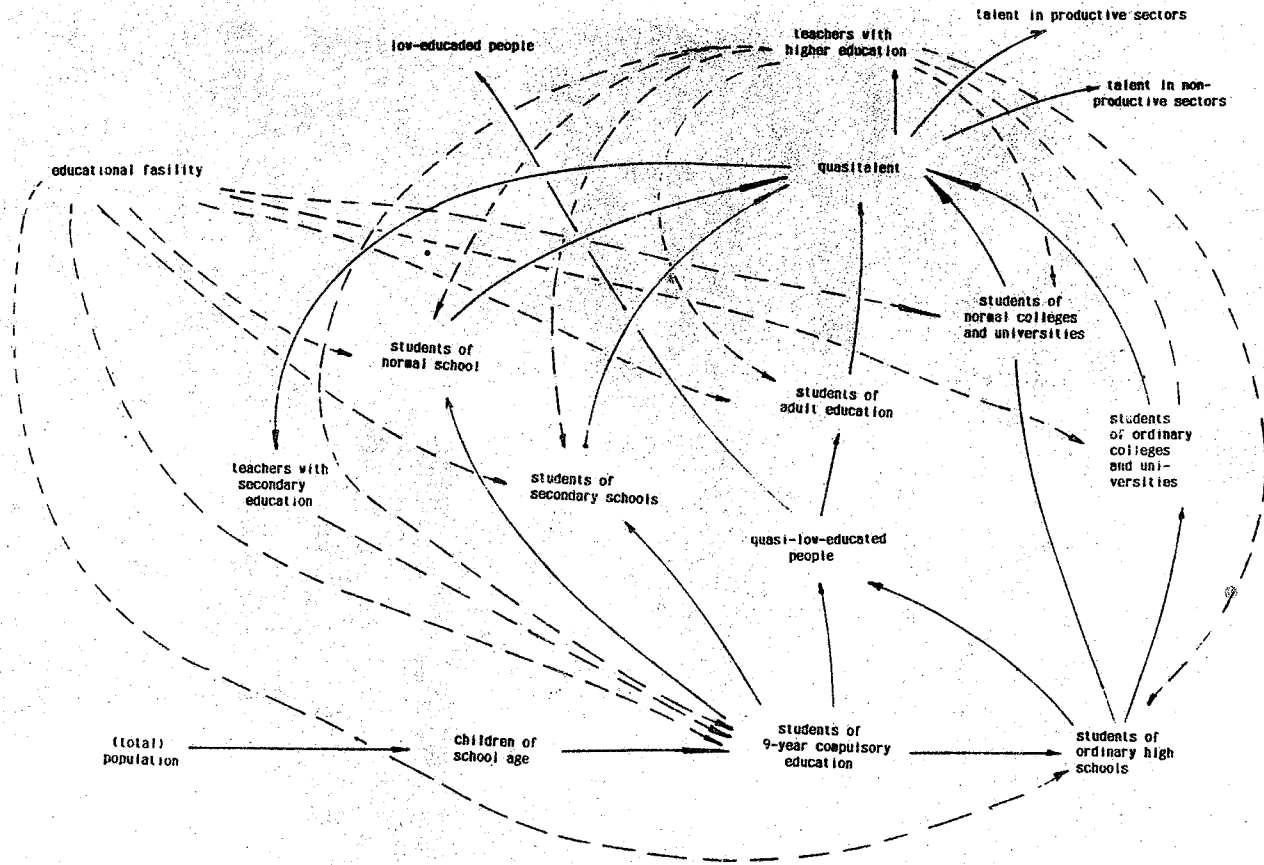 talent in productive sectors
teachers with
higher education
low-educaded people
talent in non-
productive sectors
educational fasility
quasitalent
students of
normal colleges
and universities
students of
normal school
students of
adult education
students
of ordinary
colleges
and uni-
versities
teachers with
secondary
education
students of
secondary schools
quasi-low-educated
people
(total)
population
children of
school age
students of
9-year compulsory
education
students of
ordinary high
schools